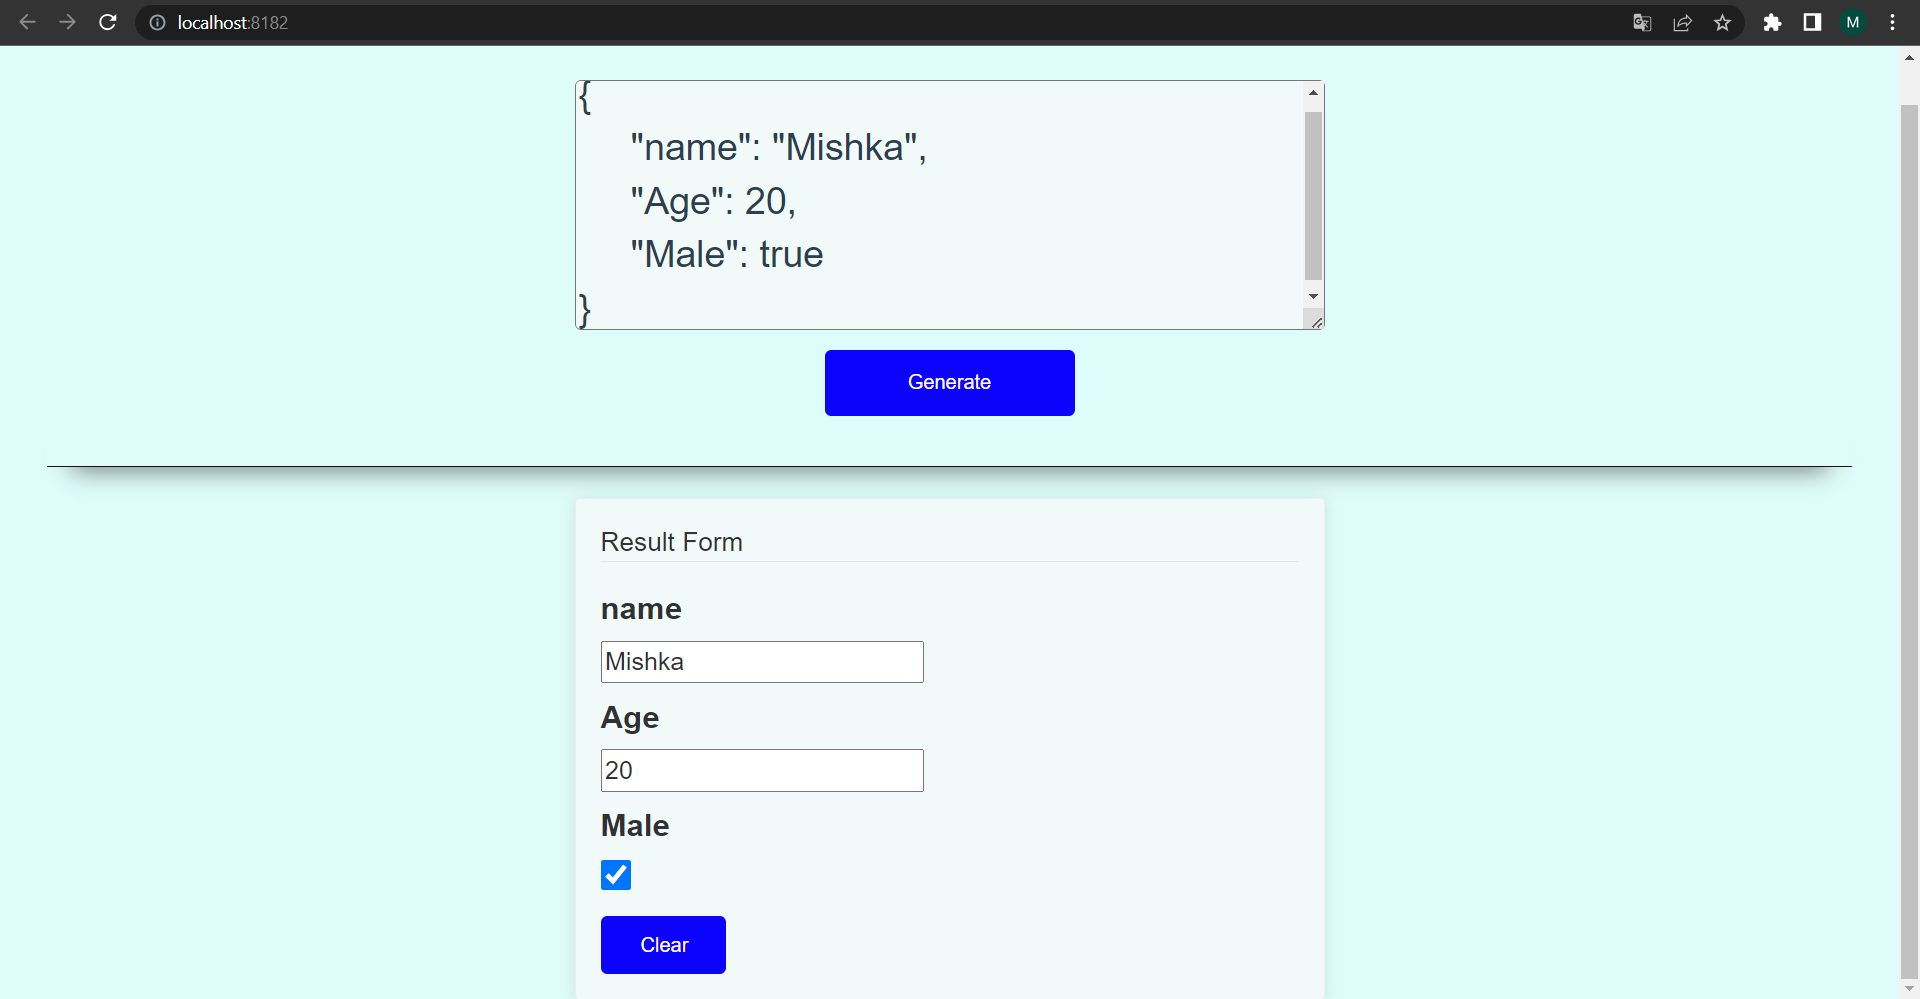 localhost:8182
M
{
"name": "Mishka",
"Age": 20,
"Male": true
}
Generate
Result Form
name
Mishka
Age
20
Male
Clear